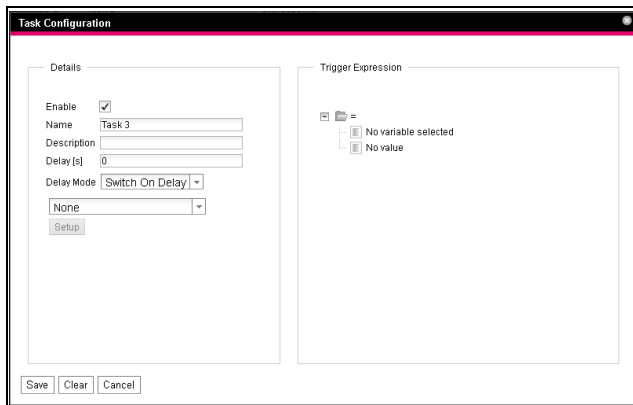 Task Configuration
Details
Enable
Name Task 3
Description
Delay [s] 0
Delay Mode Switch On Delay
None
Setup
Trigger Expression
=
No variable selected
No value
Save Clear Cancel